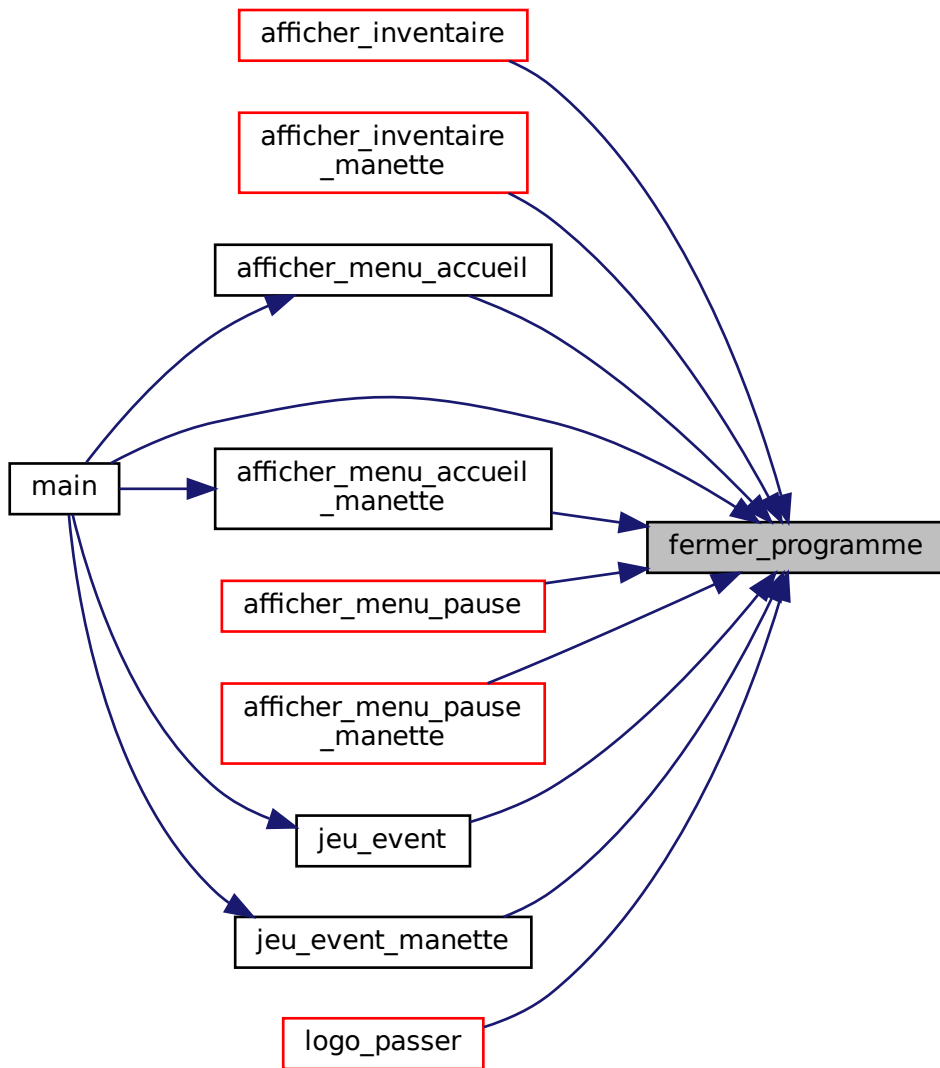 afficher_inventaire
afficher_inventaire
_manette
afficher_menu_accueil
main
afficher_menu_accueil
_manette
fermer_programme
afficher_menu_pause
afficher_menu_pause
_manette
jeu_event
jeu_event_manette
logo_passer